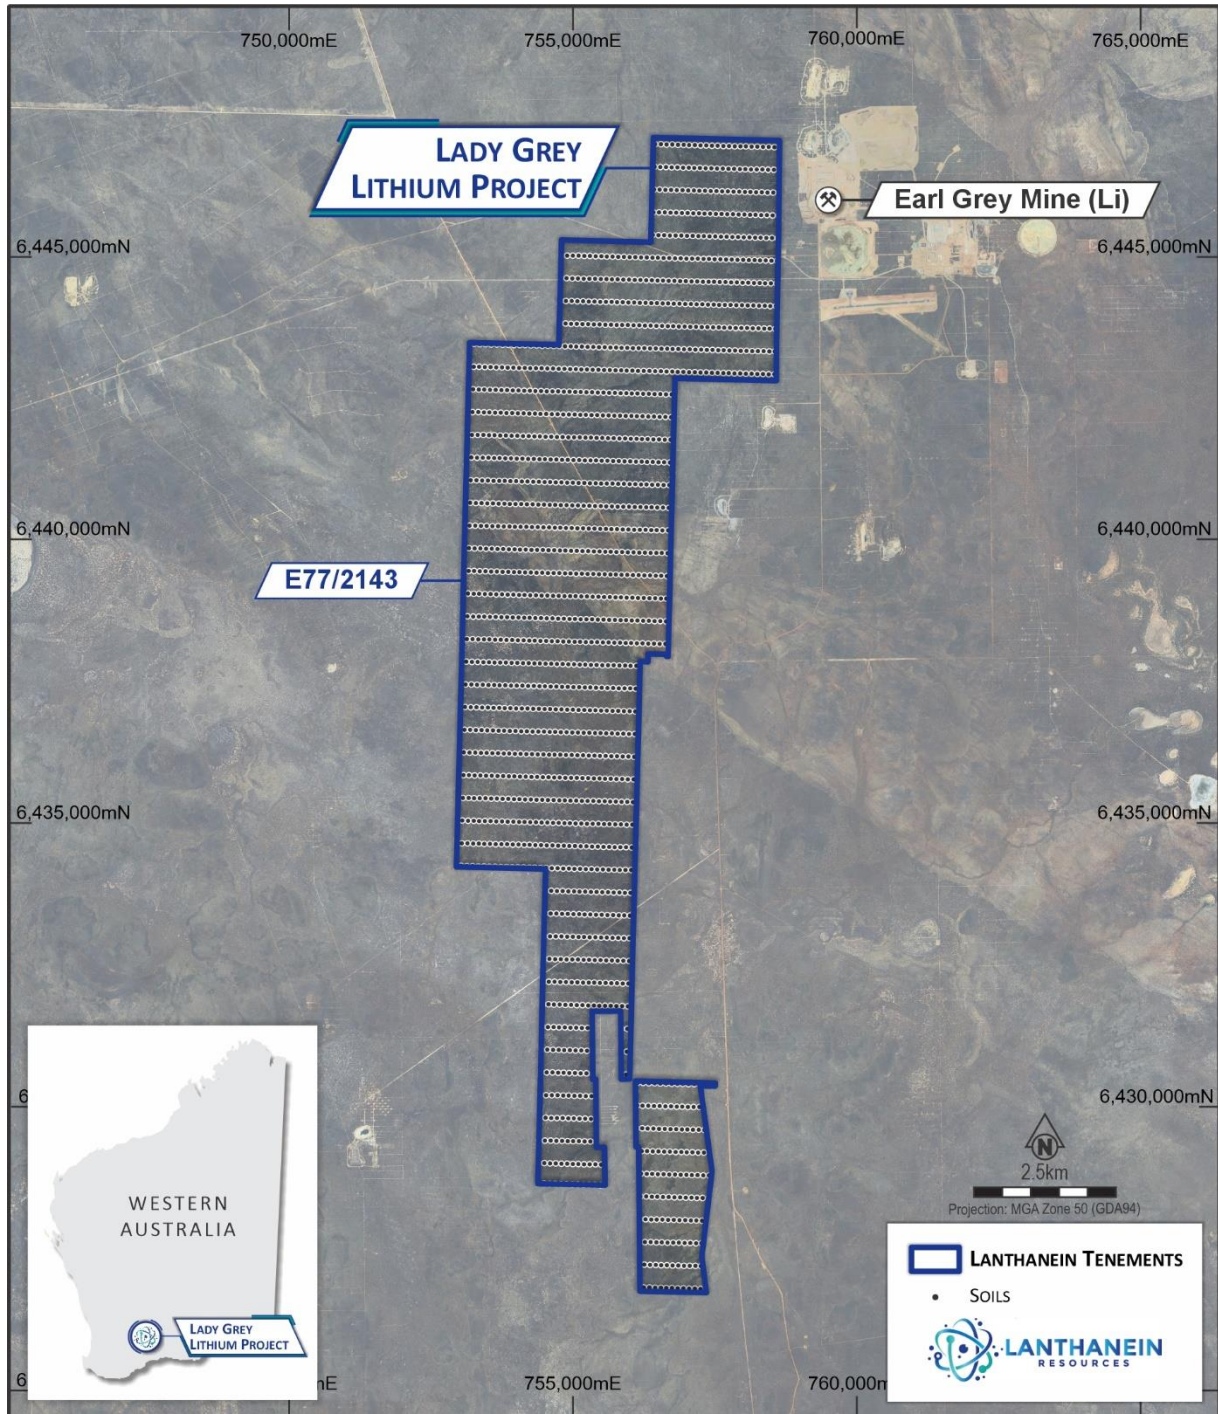 750,000mE
755,000mE
760,000mE
765,000mE
LADY GREY
LITHIUM PROJECT
Earl Grey Mine (Li)
6,445,000mN
6,445,000mN
6,440,000mN
6,440,000mN
E77/2143
6,435,000mN
6,435,000mN
6,430,000mN
N
2.5km
Projection: MGA Zone 50 (GDA94)
WESTERN
AUSTRALIA
LADY GREY
LITHIUM PROJECT
LANTHANEIN TENEMENTS
SOILS
LANTHANEIN
RESOURCES
mE
755,000mE